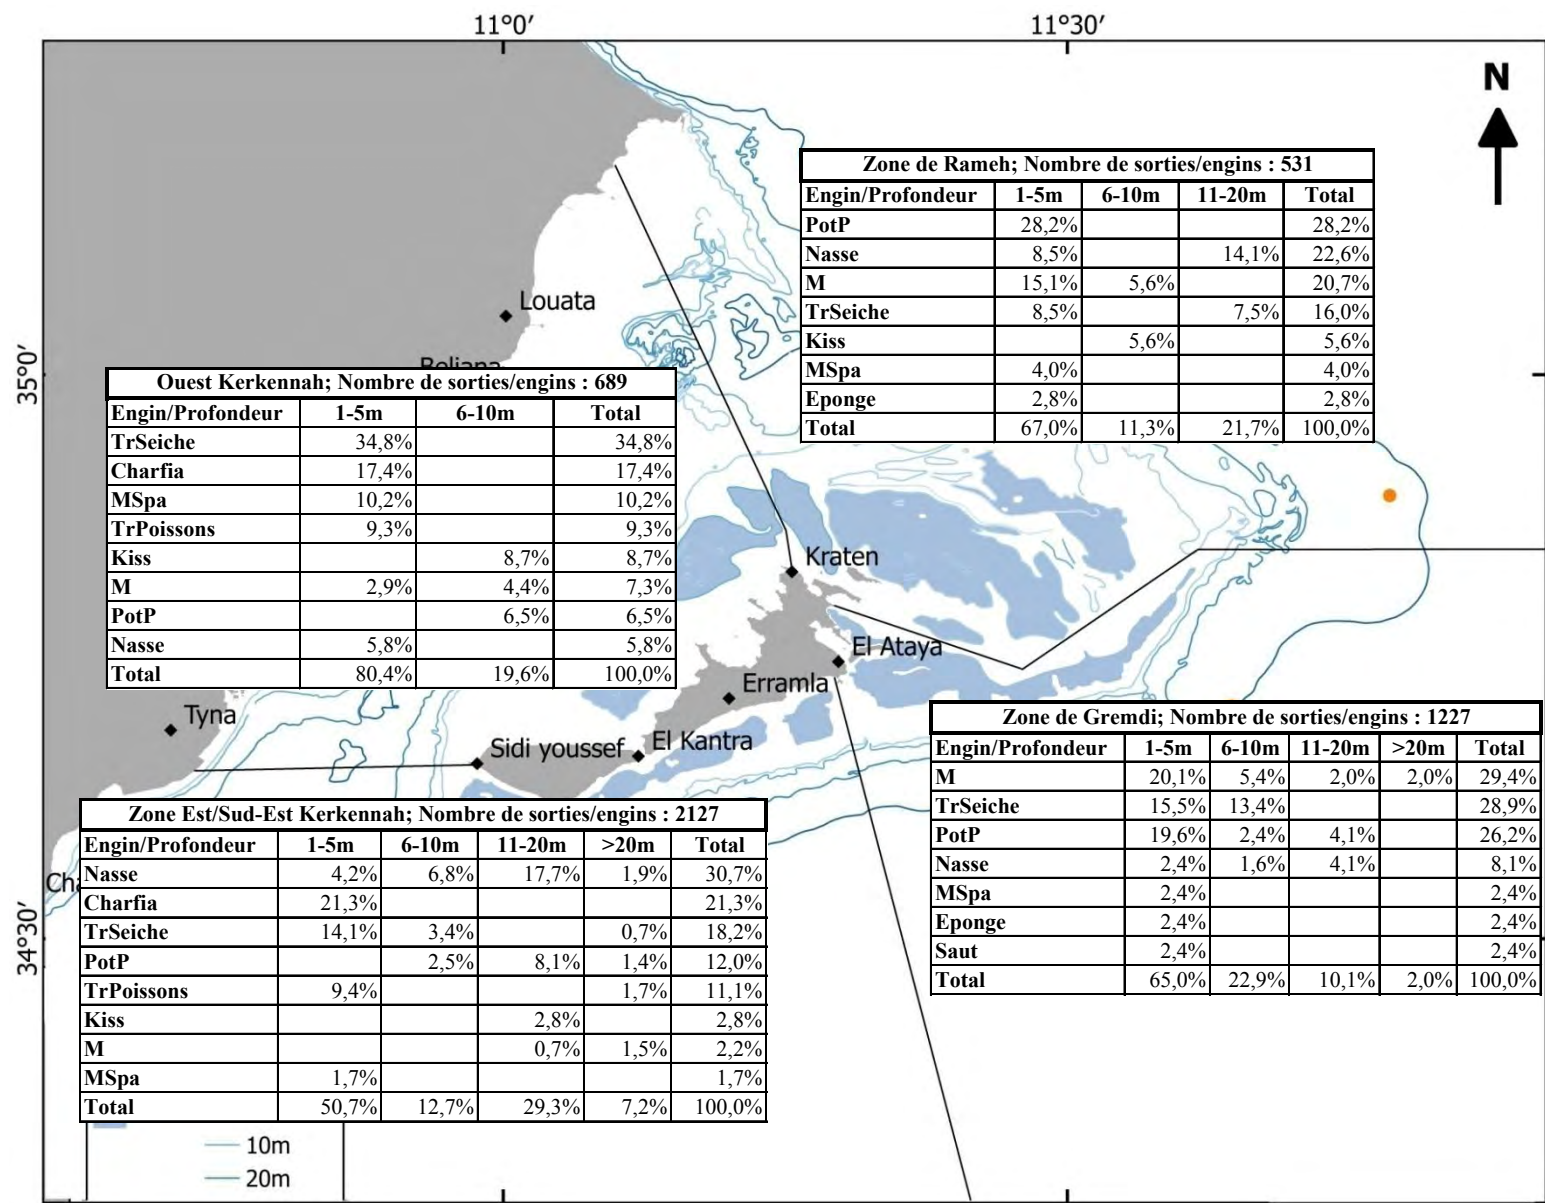 11°0′ 11°30′
N
35°0′
34°30′
Louata
Zone de Rameh; Nombre de sorties/engins : 531
Engin/Profondeur 1-5m 6-10m 11-20m Total
PotP 28,2% 28,2%
Nasse 8,5% 14,1% 22,6%
M 15,1% 5,6% 20,7%
TrSeiche 8,5% 7,5% 16,0%
Kiss 5,6% 5,6%
MSpa 4,0% 4,0%
Eponge 2,8% 2,8%
Total 67,0% 11,3% 21,7% 100,0%
Ouest Kerkennah; Nombre de sorties/engins : 689
Engin/Profondeur 1-5m 6-10m Total
TrSeiche 34,8% 34,8%
Charfia 17,4% 17,4%
MSpa 10,2% 10,2%
TrPoissons 9,3% 9,3%
Kiss 8,7% 8,7%
M 2,9% 4,4% 7,3%
PotP 6,5% 6,5%
Nasse 5,8% 5,8%
Total 80,4% 19,6% 100,0%
Kraten
El Ataya
Erramla
Tyna
Sidi youssef
El Kantra
Zone de Gremdi; Nombre de sorties/engins : 1227
Engin/Profondeur 1-5m 6-10m 11-20m >20m Total
M 20,1% 5,4% 2,0% 2,0% 29,4%
TrSeiche 15,5% 13,4% 28,9%
PotP 19,6% 2,4% 4,1% 26,2%
Nasse 2,4% 1,6% 4,1% 8,1%
MSpa 2,4% 2,4%
Eponge 2,4% 2,4%
Saut 2,4% 2,4%
Total 65,0% 22,9% 10,1% 2,0% 100,0%
Zone Est/Sud-Est Kerkennah; Nombre de sorties/engins : 2127
Engin/Profondeur 1-5m 6-10m 11-20m >20m Total
Nasse 4,2% 6,8% 17,7% 1,9% 30,7%
Charfia 21,3% 21,3%
TrSeiche 14,1% 3,4% 0,7% 18,2%
PotP 2,5% 8,1% 1,4% 12,0%
TrPoissons 9,4% 1,7% 11,1%
Kiss 2,8% 2,8%
M 0,7% 1,5% 2,2%
MSpa 1,7% 1,7%
Total 50,7% 12,7% 29,3% 7,2% 100,0%
10m
20m